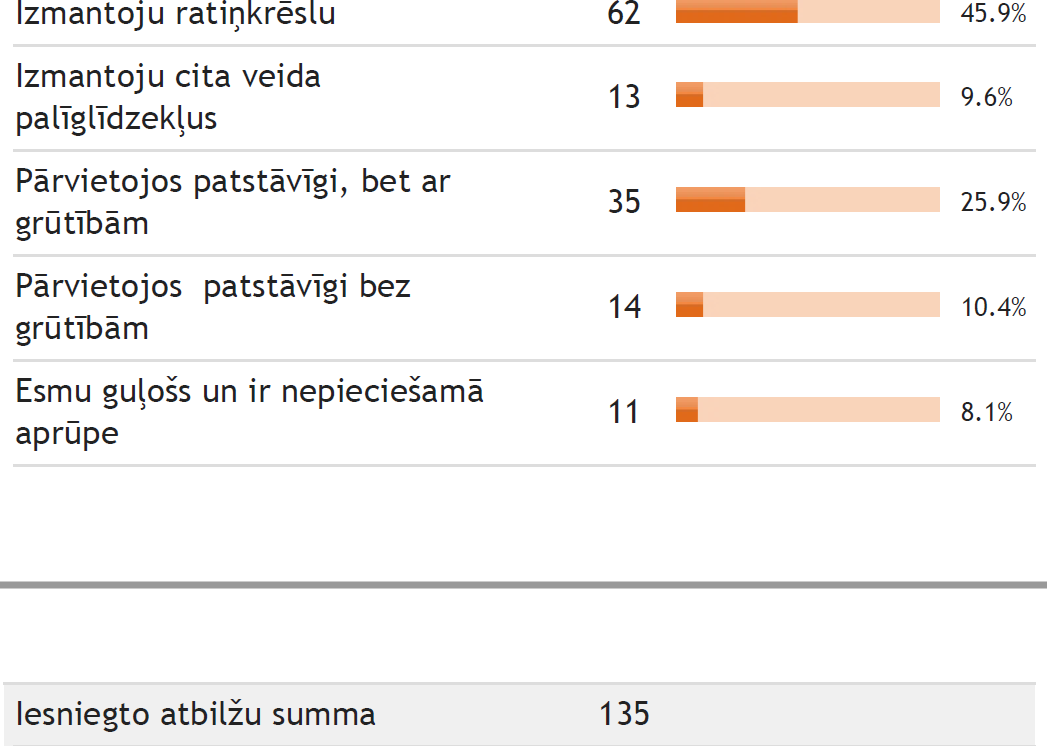 Izmantoju ratiņkrēslu 62 45.9%
Izmantoju cita veida
palīglīdzekļus 13 9.6%
Pārvietojos patstāvīgi, bet ar
grūtībām 35 25.9%
Pārvietojos patstāvīgi bez
grūtībām 14 10.4%
Esmu guļošs un ir nepieciešamā
aprūpe 11 8.1%
Iesniegto atbilžu summa 135